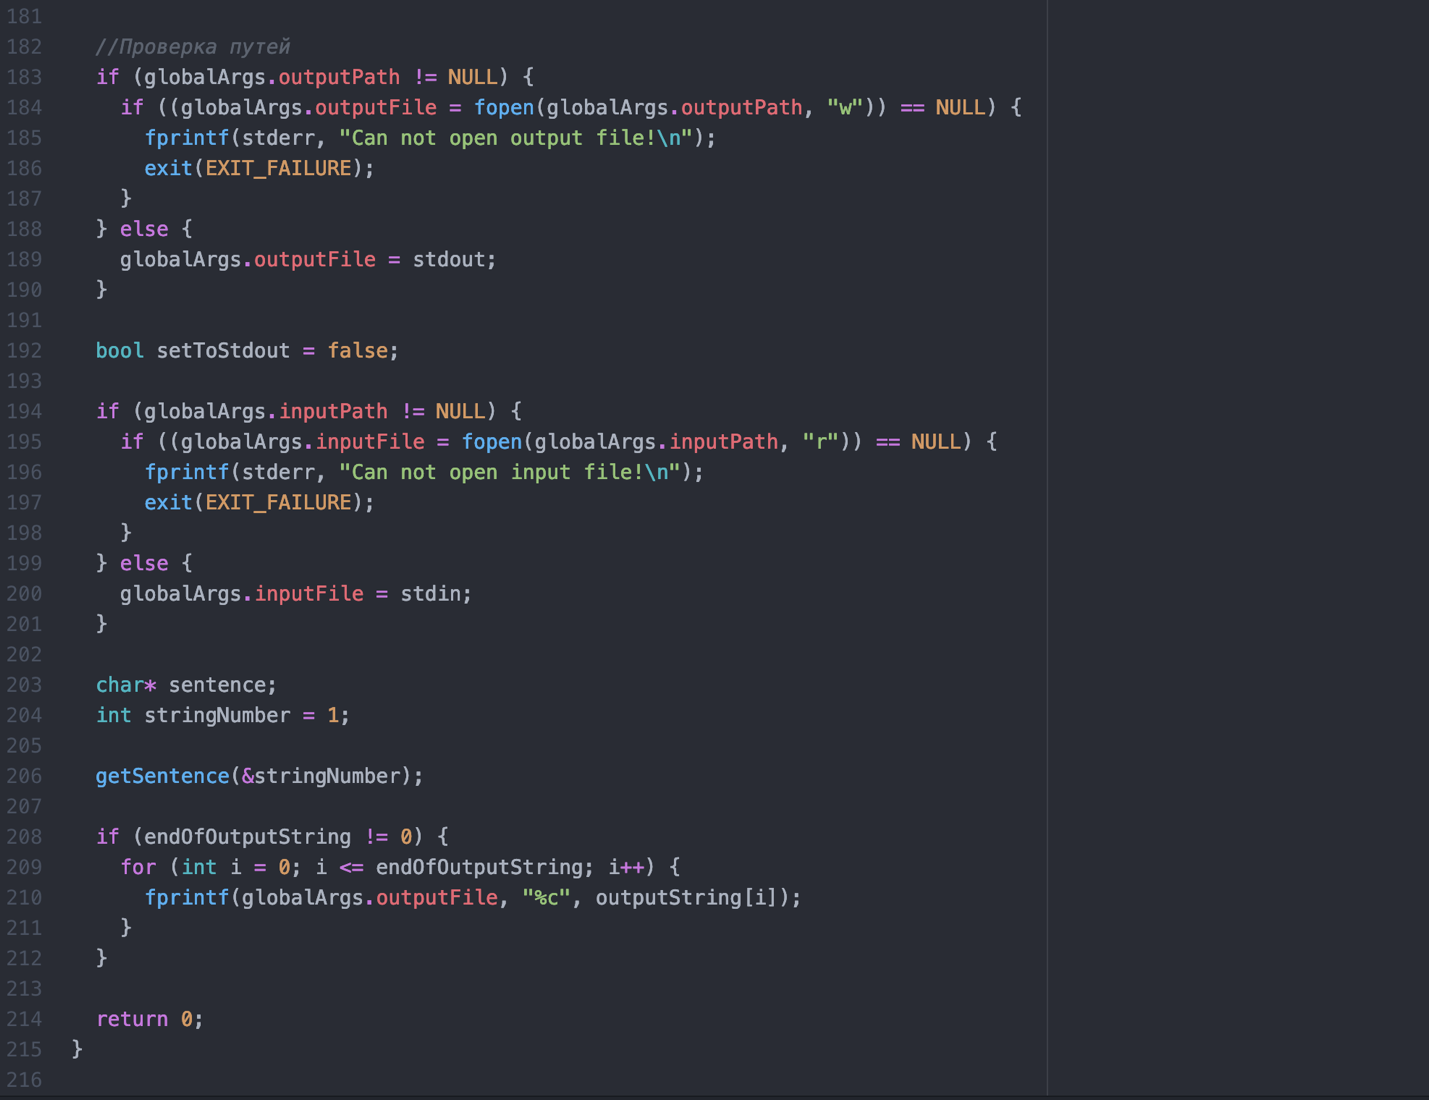 181
182 //Проверка путей
183 if (globalArgs.outputPath != NULL) {
184 if ((globalArgs.outputFile = fopen(globalArgs.outputPath, "w")) == NULL) {
185 fprintf(stderr, "Can not open output file!\n");
186 exit(EXIT_FAILURE);
187 }
188 } else {
189 globalArgs.outputFile = stdout;
190 }
191
192 bool setToStdout = false;
193
194 if (globalArgs.inputPath != NULL) {
195 if ((globalArgs.inputFile = fopen(globalArgs.inputPath, "r")) == NULL) {
196 fprintf(stderr, "Can not open input file!\n");
197 exit(EXIT_FAILURE);
198 }
199 } else {
200 globalArgs.inputFile = stdin;
201 }
202
203 char* sentence;
204 int stringNumber = 1;
205
206 getSentence(&stringNumber);
207
208 if (endOfOutputString != 0) {
209 for (int i = 0; i <= endOfOutputString; i++) {
210 fprintf(globalArgs.outputFile, "%c", outputString[i]);
211 }
212 }
213
214 return 0;
215 }
216